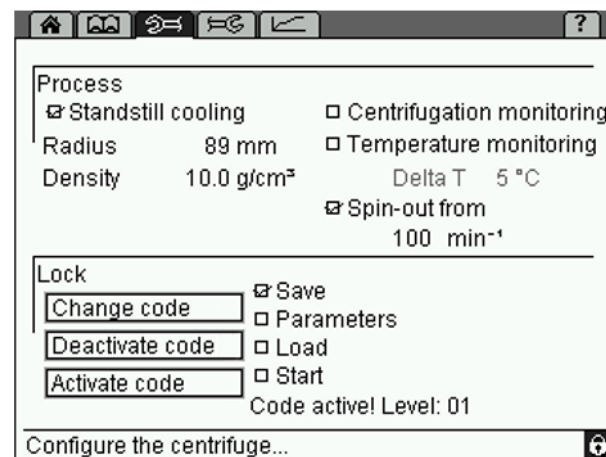 ?
Process
Standstill cooling
Centrifugation monitoring
Radius 89 mm
Temperature monitoring
Density 10.0 g/cm³
Delta T 5 °C
Spin-out from
100 min⁻¹
Lock
Change code
Save
Parameters
Deactivate code
Load
Activate code
Start
Code active! Level: 01
Configure the centrifuge...